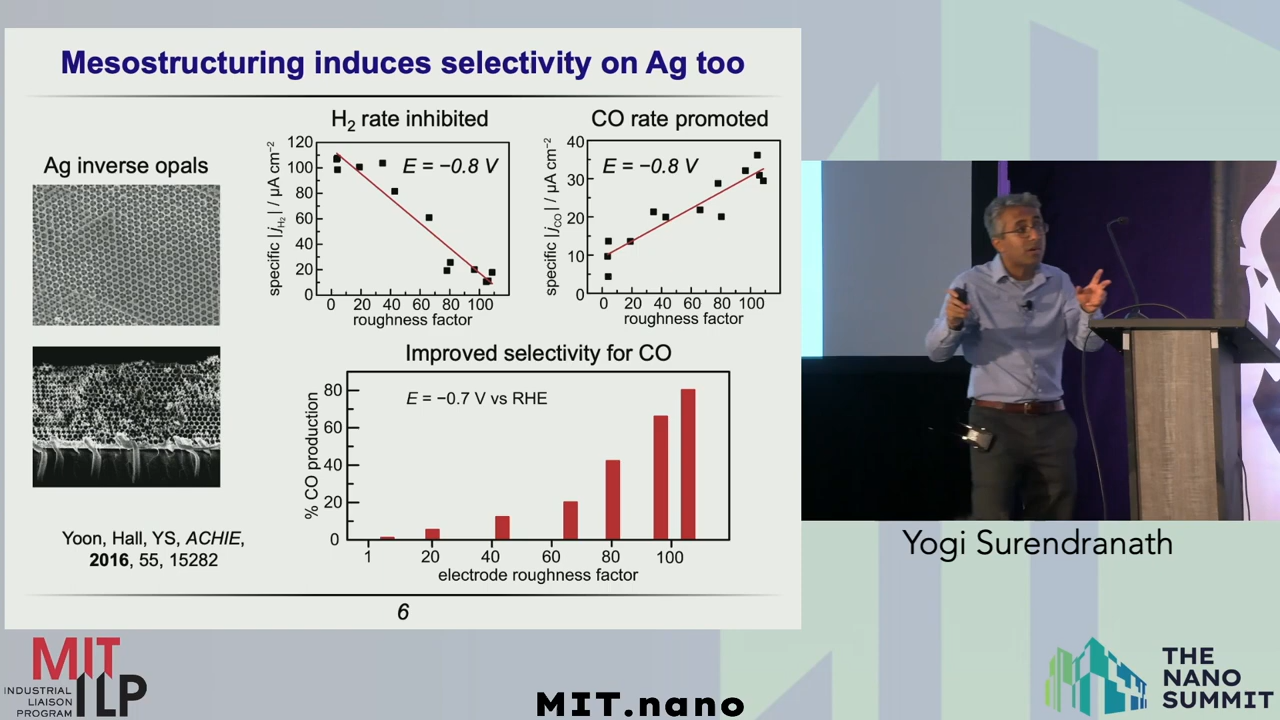 Mesostructuring induces selectivity on Ag too
Ag inverse opals
H2 rate inhibited
E = −0.8 V
specific |jH2| / µA cm−2
120
100
80
60
40
20
0
0 20 40 60 80 100
roughness factor
CO rate promoted
E = −0.8 V
specific |jCO| / µA cm−2
40
30
20
10
0
0 20 40 60 80 100
roughness factor
Improved selectivity for CO
E = −0.7 V vs RHE
% CO production
80
60
40
20
0
1 20 40 60 80 100
electrode roughness factor
Yoon, Hall, YS, ACHIE,
2016, 55, 15282
6
Yogi Surendranath
MIT
ILP
INDUSTRIAL
LIAISON
PROGRAM
MIT.nano
THE
NANO
SUMMIT